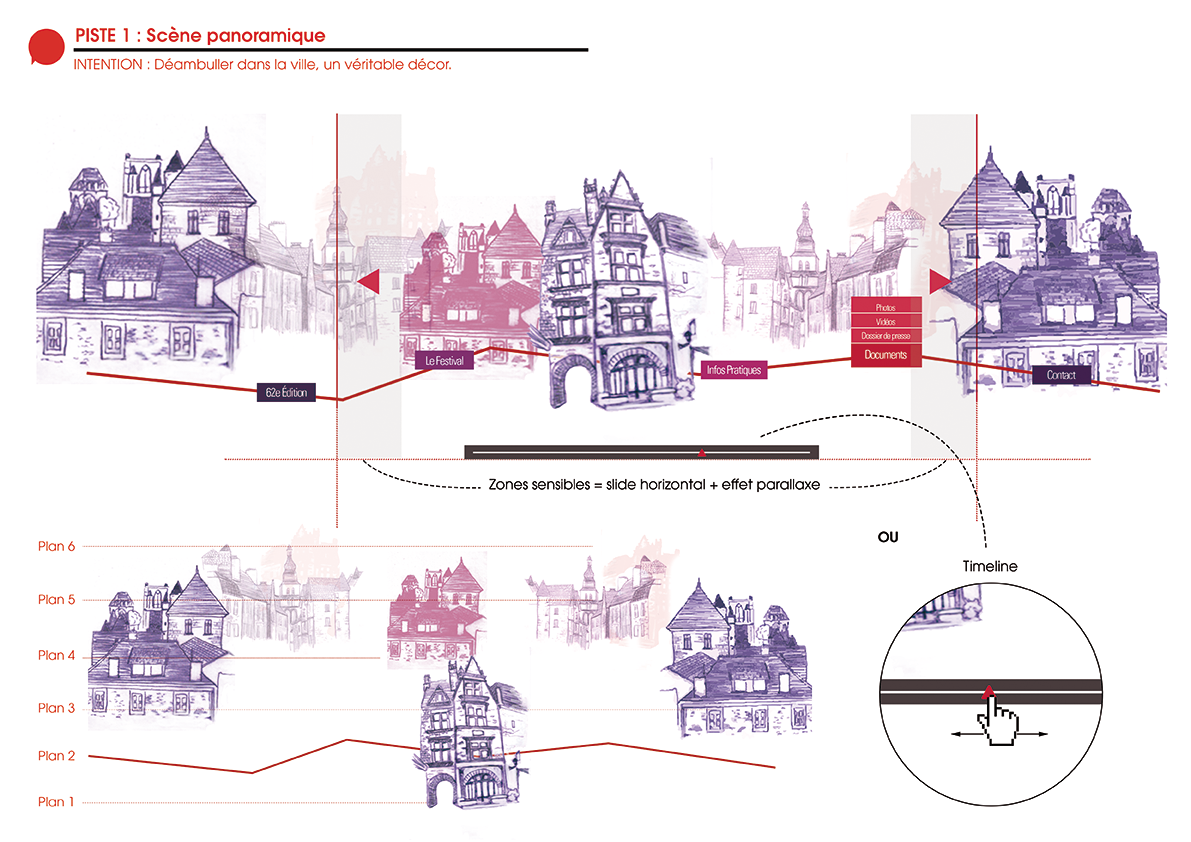 PISTE 1 : Scène panoramique
INTENTION : Déambuller dans la ville, un véritable décor.
Photos
Vidéos
Dossier de presse
Documents
Le Festival
Infos Pratiques
62e Édition
Contact
Zones sensibles = slide horizontal + effet parallaxe
OU
Timeline
Plan 6
Plan 5
Plan 4
Plan 3
Plan 2
Plan 1